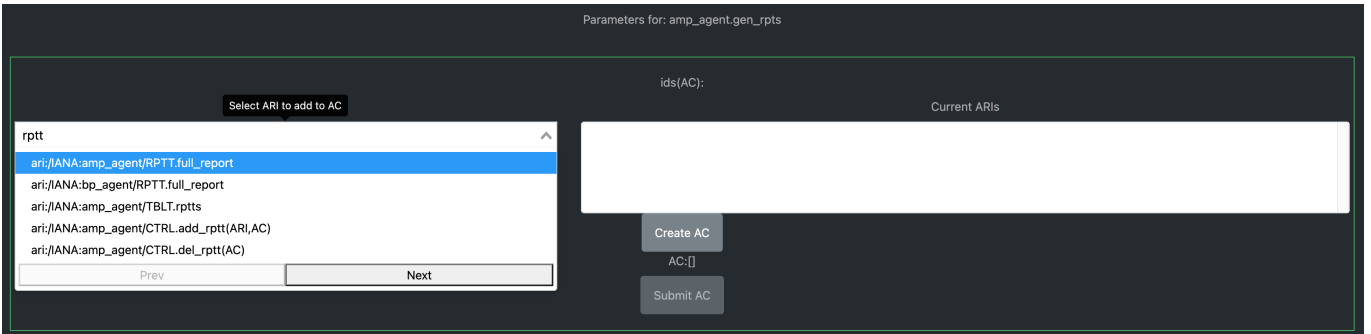 Parameters for: amp_agent.gen_rpts
ids(AC):
Select ARI to add to AC
Current ARIs
rptt
ari:/IANA:amp_agent/RPTT.full_report
ari:/IANA:bp_agent/RPTT.full_report
ari:/IANA:amp_agent/TBLT.rptts
ari:/IANA:amp_agent/CTRL.add_rptt(ARI,AC)
ari:/IANA:amp_agent/CTRL.del_rptt(AC)
Prev
Next
Create AC
AC:[]
Submit AC